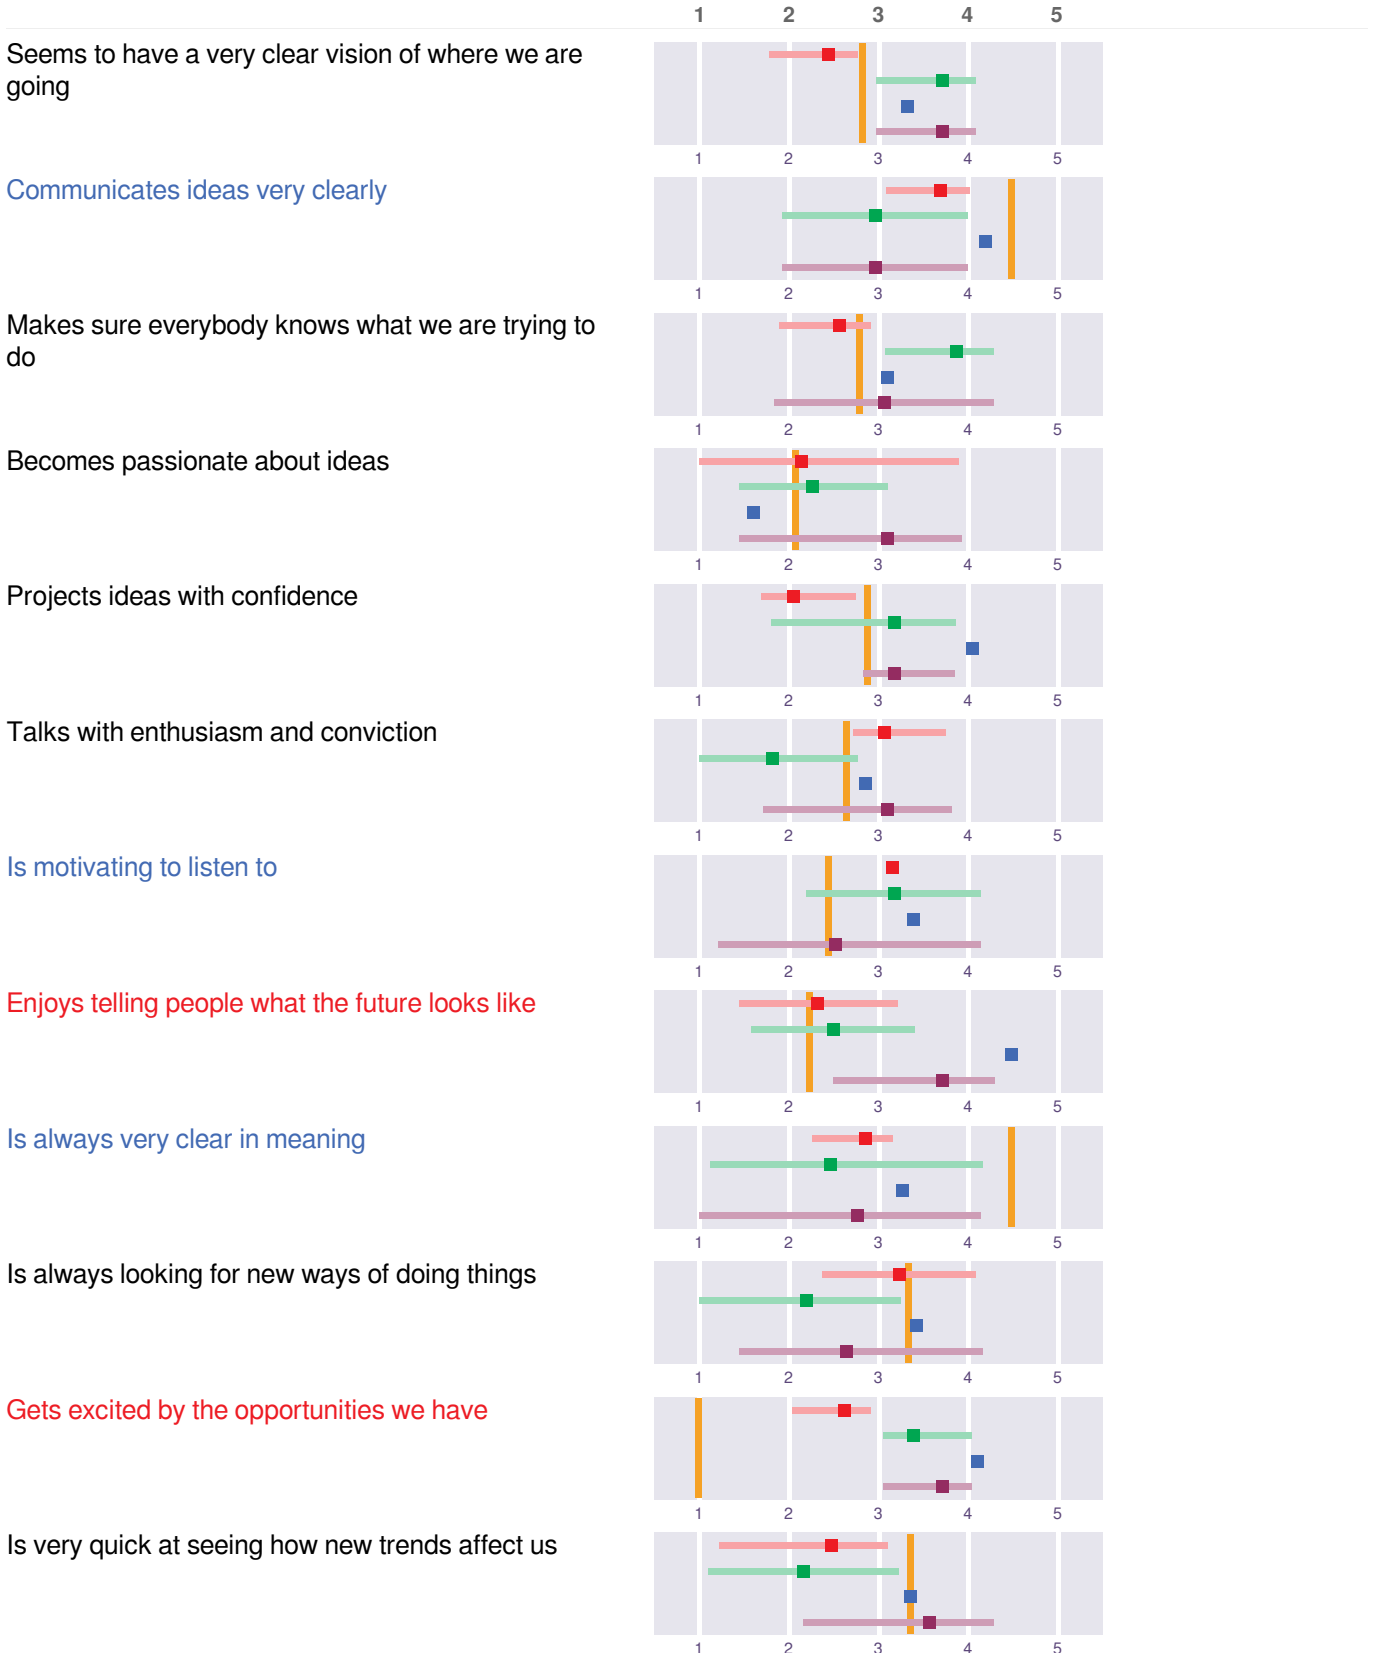 1 2 3 4 5
Seems to have a very clear vision of where we are
going
1 2 3 4 5
Communicates ideas very clearly
1 2 3 4 5
Makes sure everybody knows what we are trying to
do
1 2 3 4 5
Becomes passionate about ideas
1 2 3 4 5
Projects ideas with confidence
1 2 3 4 5
Talks with enthusiasm and conviction
1 2 3 4 5
Is motivating to listen to
1 2 3 4 5
Enjoys telling people what the future looks like
1 2 3 4 5
Is always very clear in meaning
1 2 3 4 5
Is always looking for new ways of doing things
1 2 3 4 5
Gets excited by the opportunities we have
1 2 3 4 5
Is very quick at seeing how new trends affect us
1 2 3 4 5